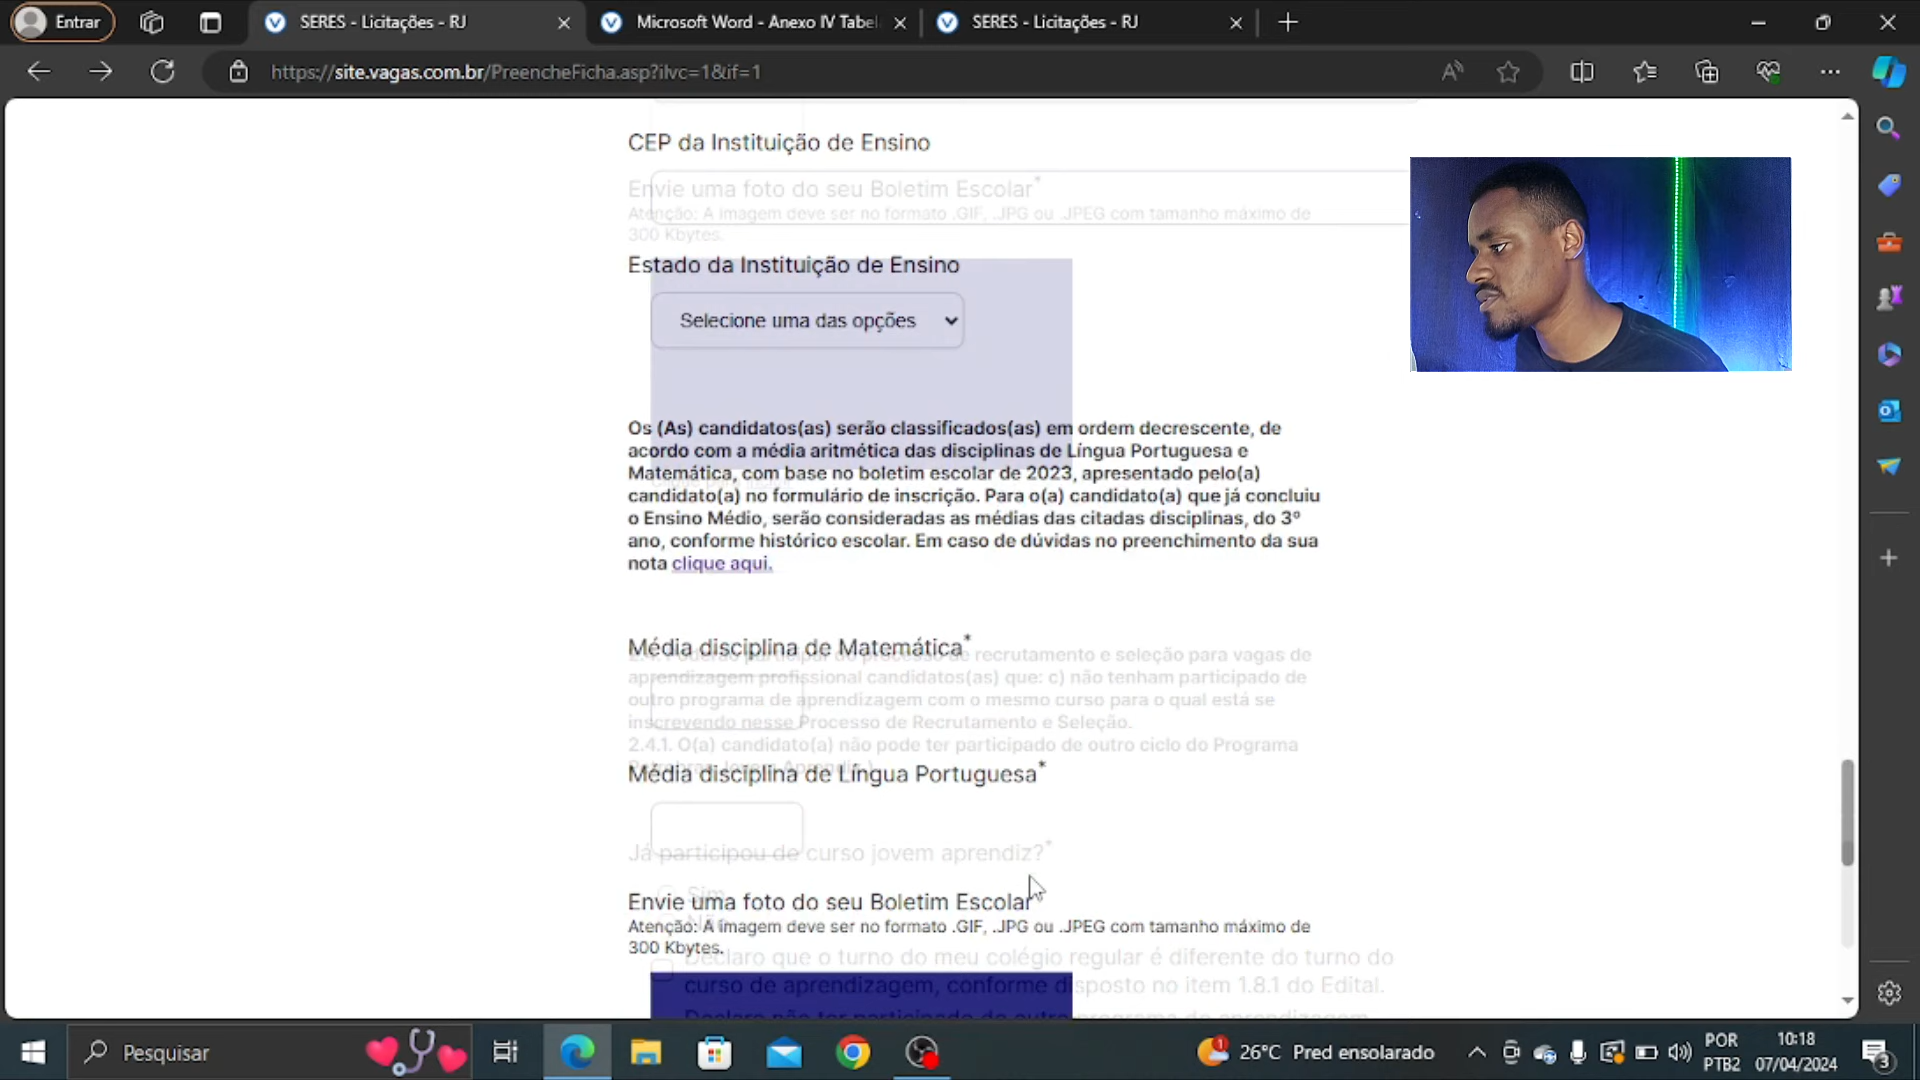 Entrar
SERES - Licitações - RJ
Microsoft Word - Anexo IV Tabel
SERES - Licitações - RJ
https://site.vagas.com.br/PreencheFicha.asp?ilvc=1&if=1
CEP da Instituição de Ensino
Envie uma foto do seu Boletim Escolar*
Atenção: A imagem deve ser no formato .GIF, .JPG ou .JPEG com tamanho máximo de
300 Kbytes.
Estado da Instituição de Ensino
Selecione uma das opções
Os (As) candidatos(as) serão classificados(as) em ordem decrescente, de
acordo com a média aritmética das disciplinas de Língua Portuguesa e
Matemática, com base no boletim escolar de 2023, apresentado pelo(a)
candidato(a) no formulário de inscrição. Para o(a) candidato(a) que já concluiu
o Ensino Médio, serão consideradas as médias das citadas disciplinas, do 3º
ano, conforme histórico escolar. Em caso de dúvidas no preenchimento da sua
nota clique aqui.
Média disciplina de Matemática*
2.4. Poderão participar do processo de recrutamento e seleção para vagas de
aprendizagem profissional candidatos(as) que: c) não tenham participado de
outro programa de aprendizagem com o mesmo curso para o qual está se
inscrevendo nesse Processo de Recrutamento e Seleção.
2.4.1. O(a) candidato(a) não pode ter participado de outro ciclo do Programa
Média disciplina de Língua Portuguesa*
Já participou de curso jovem aprendiz?*
Sim
Envie uma foto do seu Boletim Escolar
Não
Atenção: A imagem deve ser no formato .GIF, .JPG ou .JPEG com tamanho máximo de
300 Kbytes.
Declaro que o turno do meu colégio regular é diferente do turno do
curso de aprendizagem, conforme disposto no item 1.8.1 do Edital.
Declaro não ter participado de outro programa de aprendizagem
Pesquisar
1
26°C Pred ensolarado
POR
PTB2
10:18
07/04/2024
3